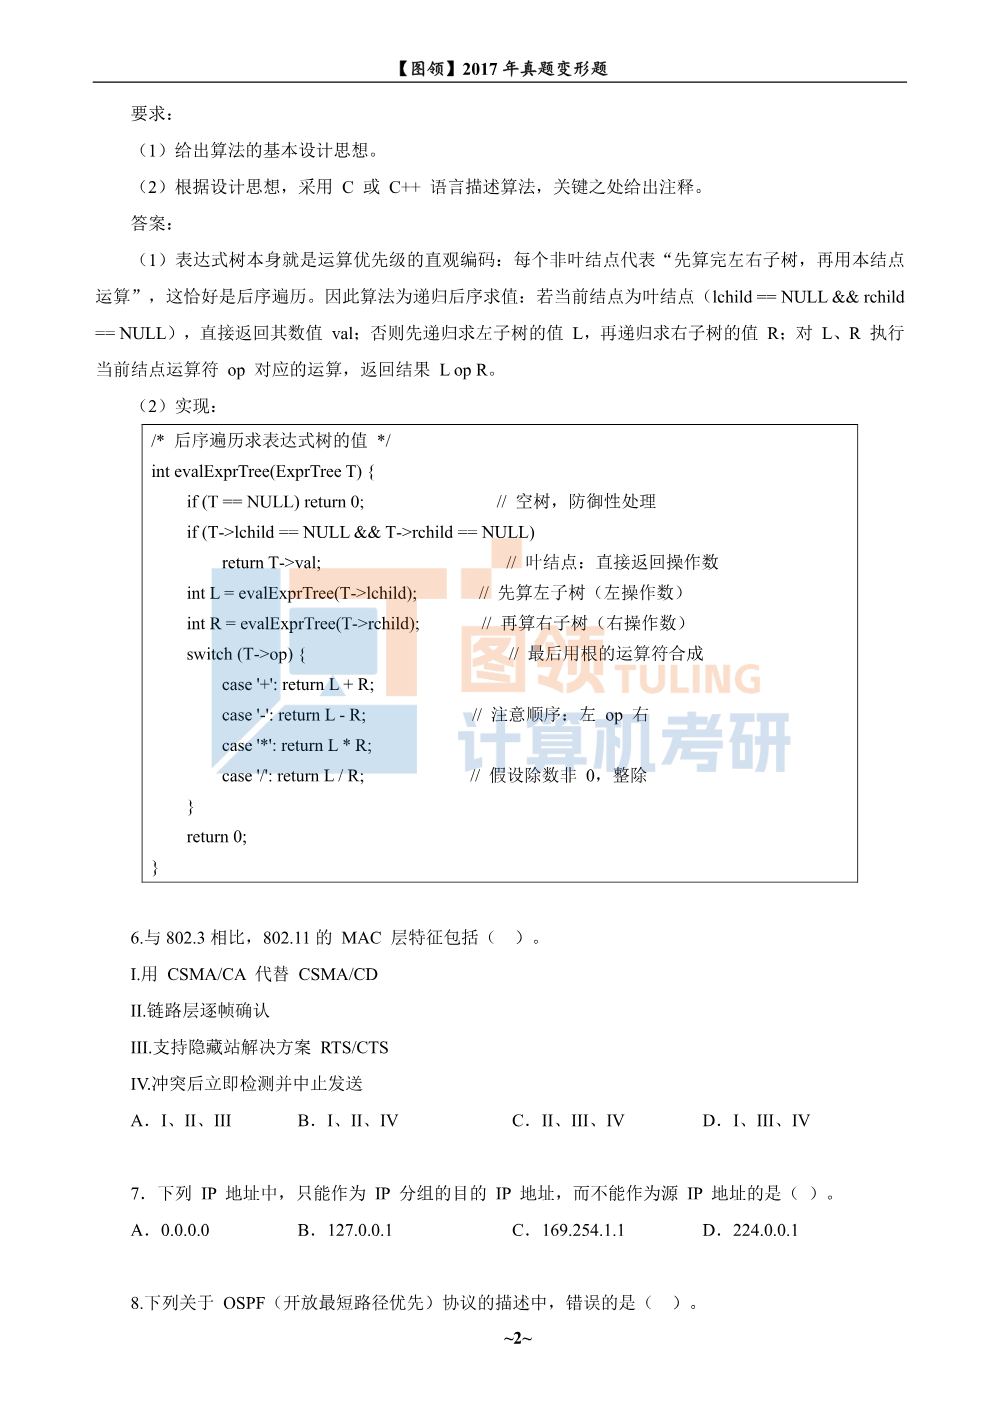 【图领】2017 年真题变形题
要求：
（1）给出算法的基本设计思想。
（2）根据设计思想，采用 C 或 C++ 语言描述算法，关键之处给出注释。
答案：
（1）表达式树本身就是运算优先级的直观编码：每个非叶结点代表“先算完左右子树，再用本结点
运算”，这恰好是后序遍历。因此算法为递归后序求值：若当前结点为叶结点（lchild == NULL && rchild
== NULL），直接返回其数值 val；否则先递归求左子树的值 L，再递归求右子树的值 R；对 L、R 执行
当前结点运算符 op 对应的运算，返回结果 L op R。
（2）实现：
/* 后序遍历求表达式树的值 */
int evalExprTree(ExprTree T) {
if (T == NULL) return 0; // 空树，防御性处理
if (T->lchild == NULL && T->rchild == NULL)
return T->val; // 叶结点：直接返回操作数
int L = evalExprTree(T->lchild); // 先算左子树（左操作数）
int R = evalExprTree(T->rchild); // 再算右子树（右操作数）
switch (T->op) { // 最后用根的运算符合成
case '+': return L + R;
case '-': return L - R; // 注意顺序：左 op 右
case '*': return L * R;
case '/': return L / R; // 假设除数非 0，整除
}
return 0;
}
图领 TULING
计算机考研
6.与 802.3 相比，802.11 的 MAC 层特征包括（ ）。
I.用 CSMA/CA 代替 CSMA/CD
II.链路层逐帧确认
III.支持隐藏站解决方案 RTS/CTS
IV.冲突后立即检测并中止发送
A．I、II、III B．I、II、IV C．II、III、IV D．I、III、IV
7．下列 IP 地址中，只能作为 IP 分组的目的 IP 地址，而不能作为源 IP 地址的是（ ）。
A．0.0.0.0 B．127.0.0.1 C．169.254.1.1 D．224.0.0.1
8.下列关于 OSPF（开放最短路径优先）协议的描述中，错误的是（ ）。
~2~